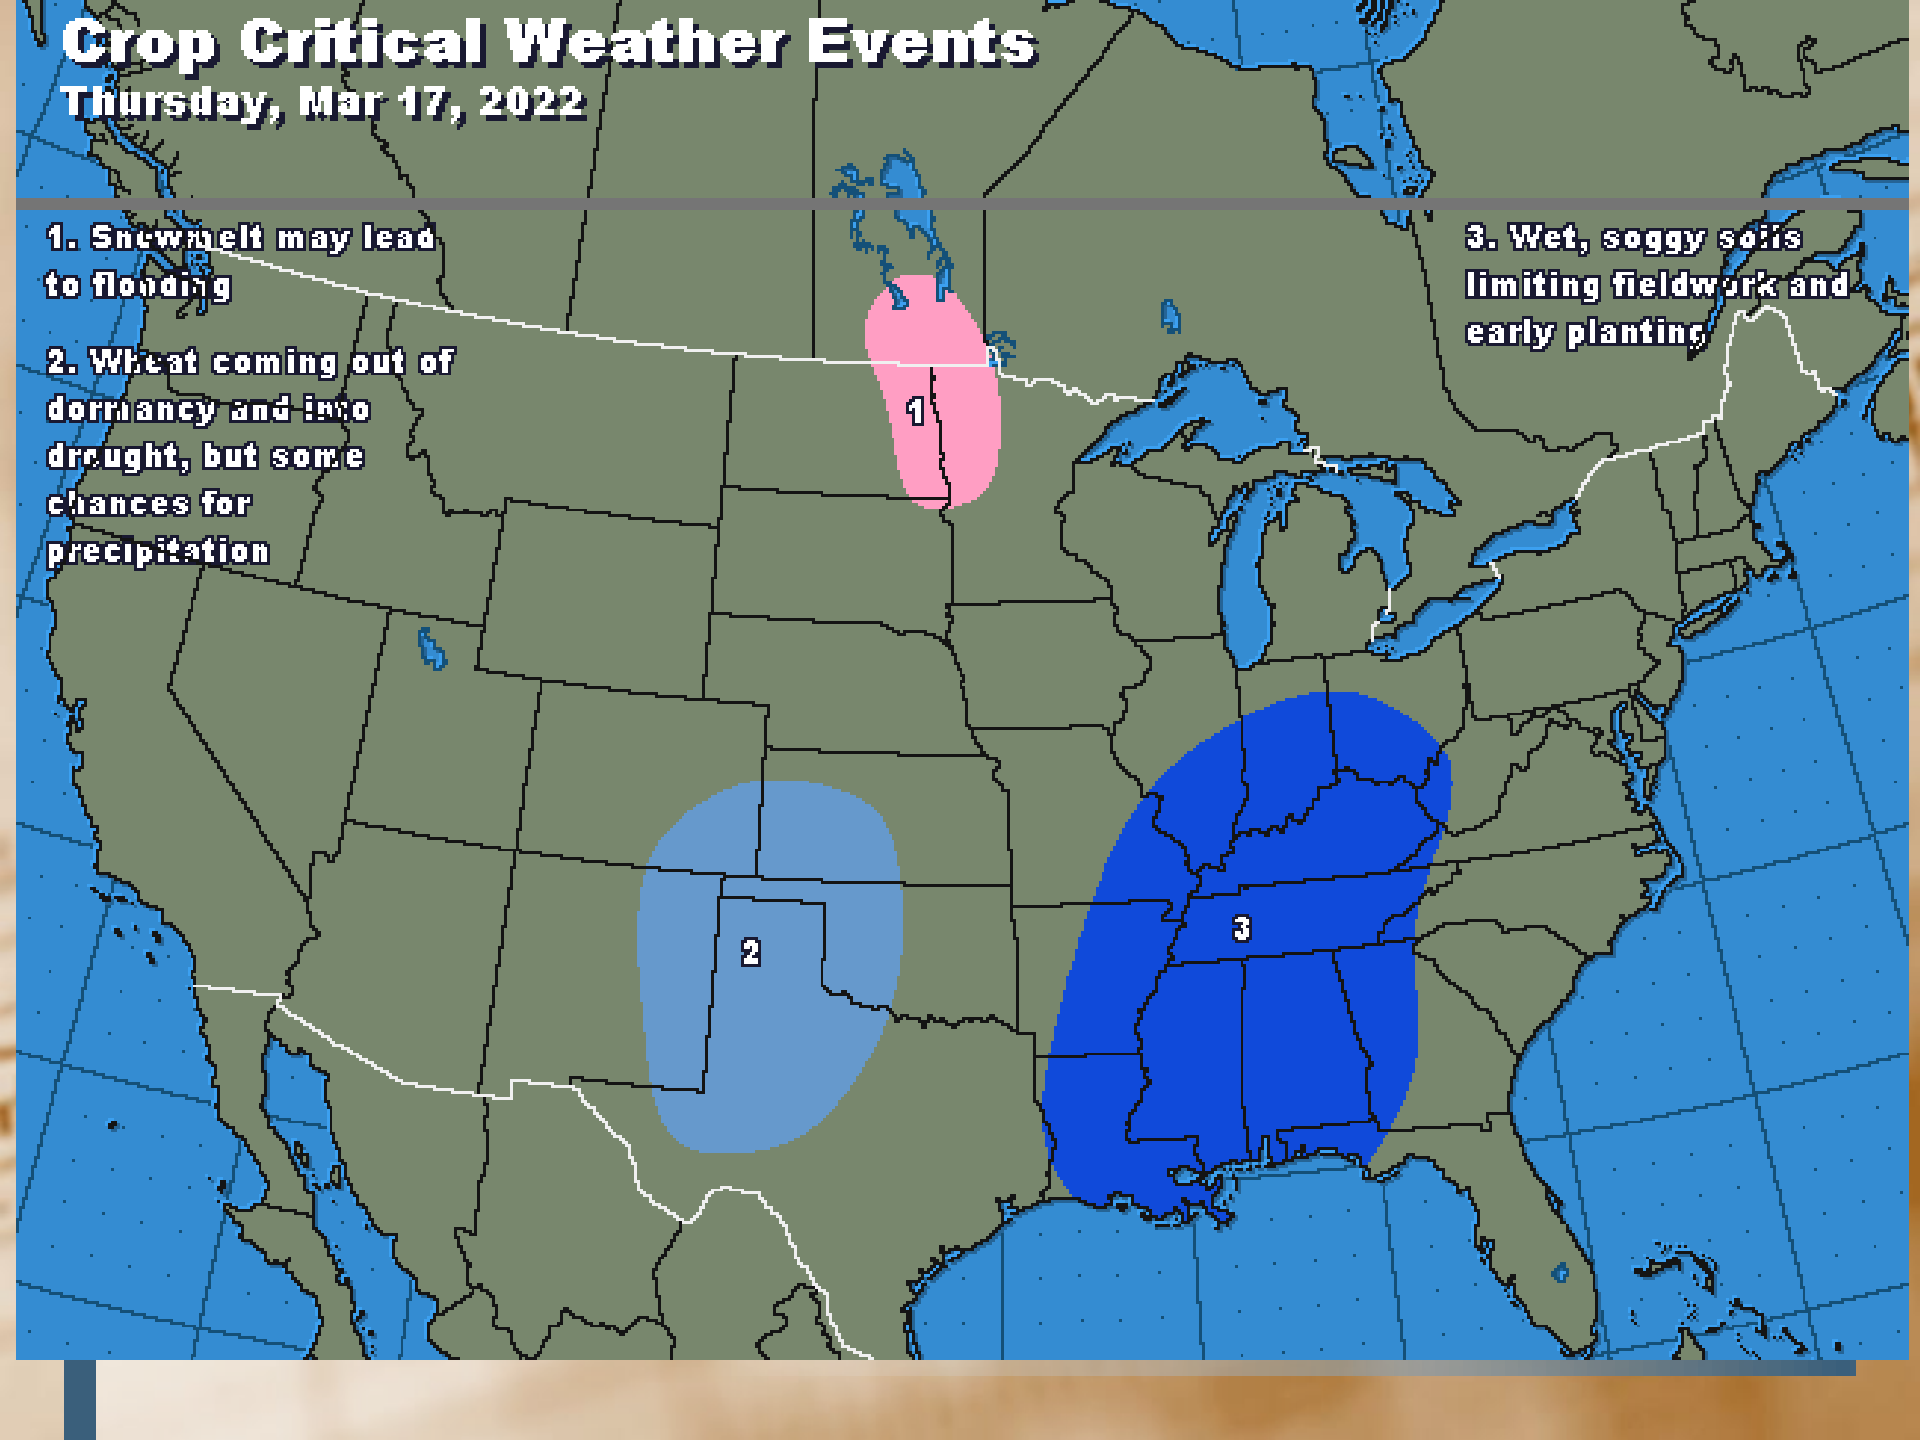 Crop Critical Weather Events
Thursday, Mar 17, 2022
1. Snowmelt may lead
to flooding
2. Wheat coming out of
dormancy and into
drought, but some
chances for
precipitation
3. Wet, soggy soils
limiting fieldwork and
early planting
1
2
3